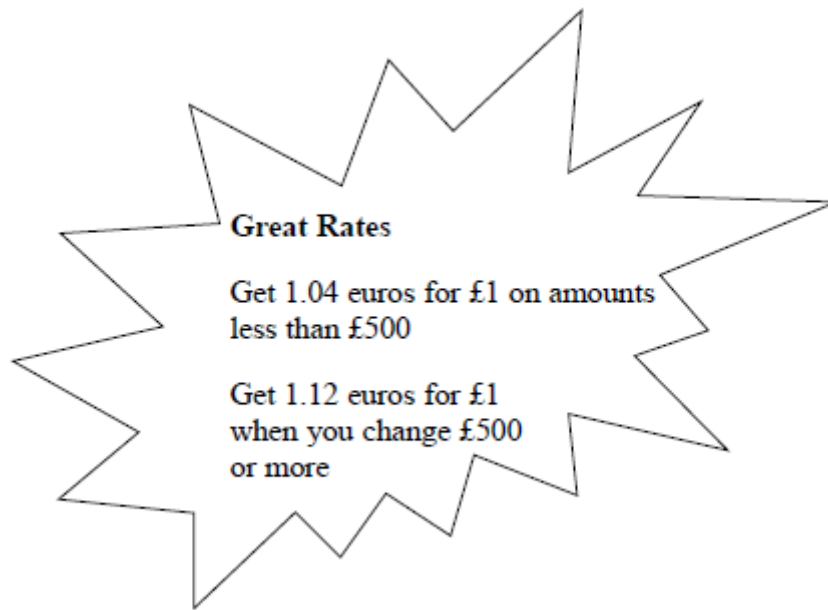 Great Rates
Get 1.04 euros for £1 on amounts
less than £500
Get 1.12 euros for £1
when you change £500
or more